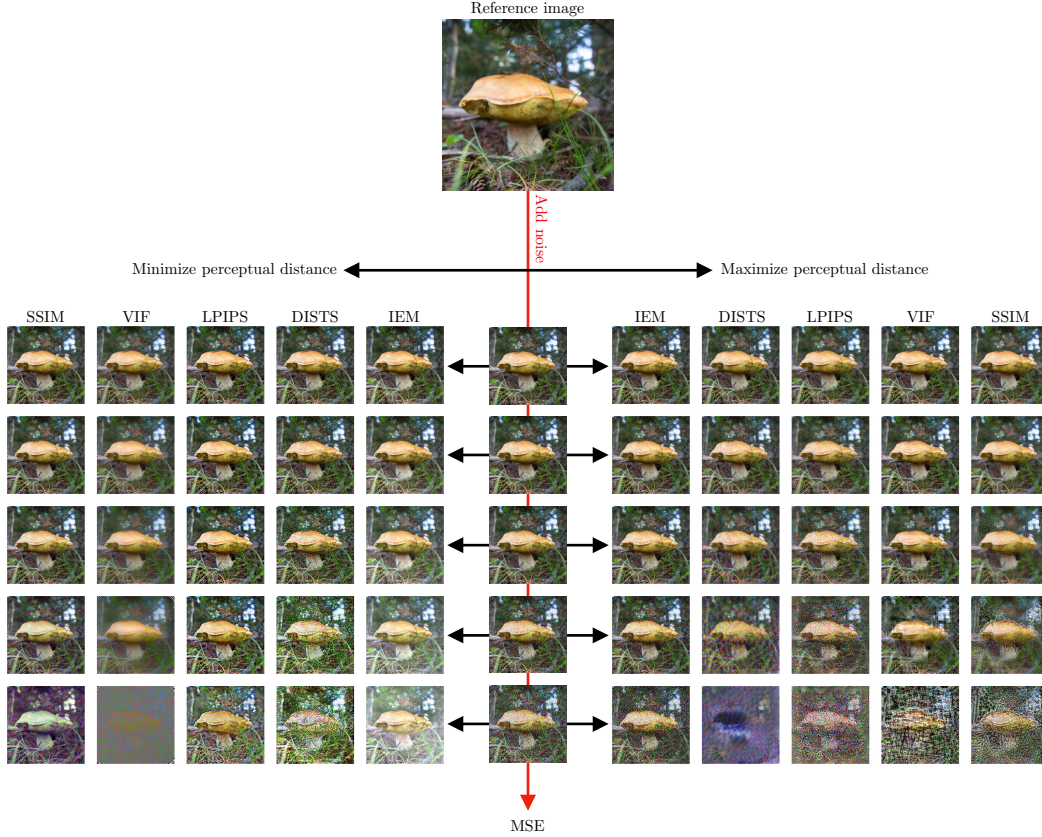 Reference image
Add noise
Minimize perceptual distance
Maximize perceptual distance
SSIM VIF LPIPS DISTS IEM IEM DISTS LPIPS VIF SSIM
MSE